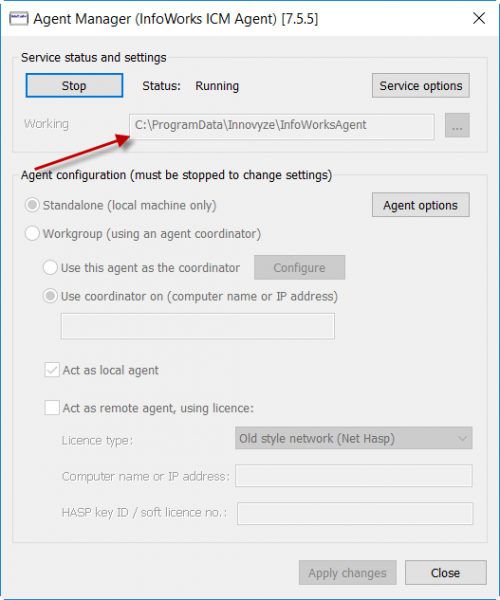 Agent Manager (InfoWorks ICM Agent) [7.5.5]
Service status and settings
Stop Status: Running Service options
Working C:\ProgramData\Innovyze\InfoWorksAgent ...
Agent configuration (must be stopped to change settings)
Standalone (local machine only) Agent options
Workgroup (using an agent coordinator)
Use this agent as the coordinator Configure
Use coordinator on (computer name or IP address)
Act as local agent
Act as remote agent, using licence:
Licence type: Old style network (Net Hasp)
Computer name or IP address:
HASP key ID / soft licence no.:
Apply changes Close